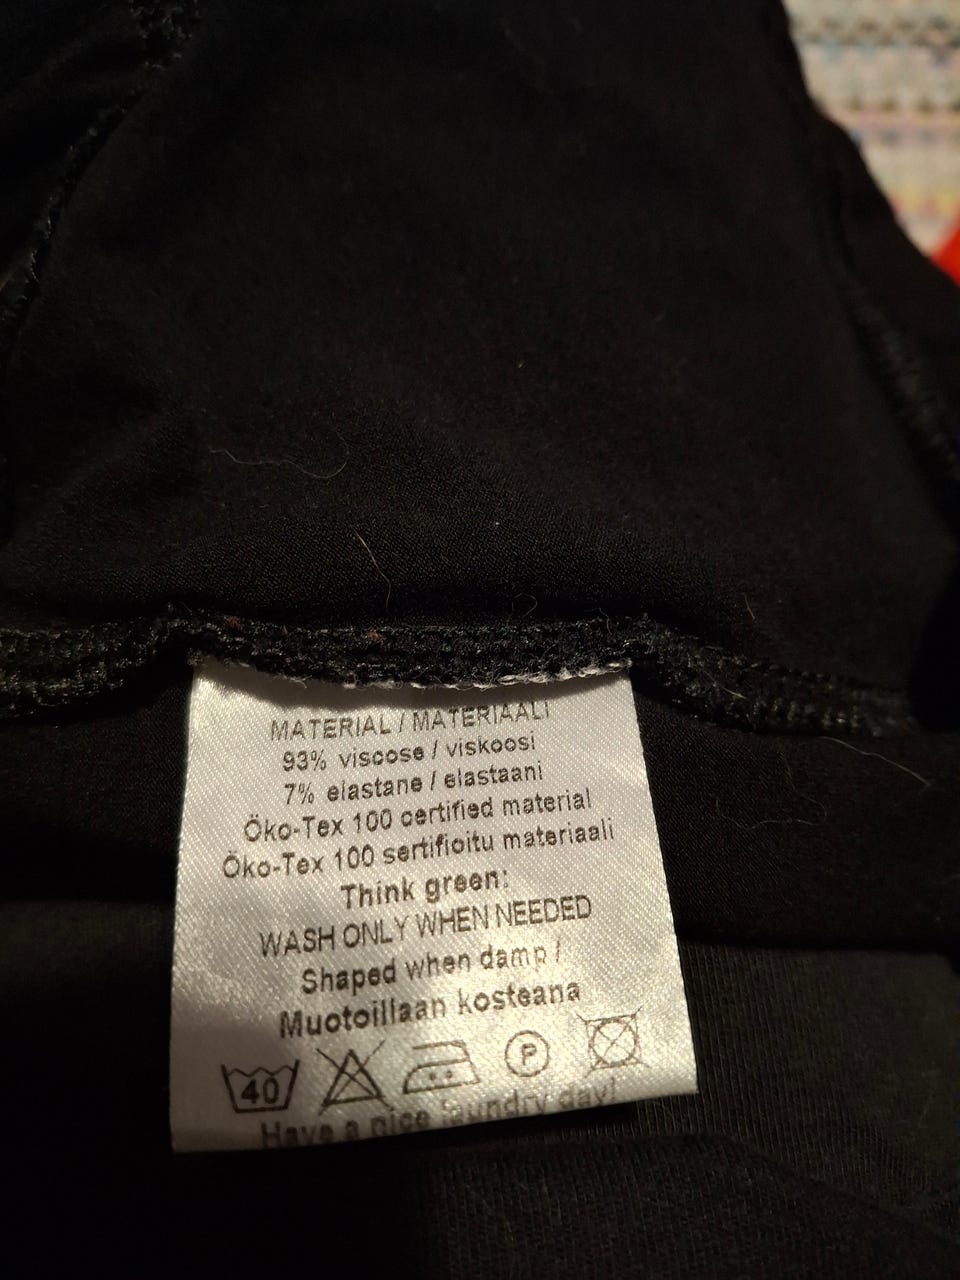 MATERIAL / MATERIAALI
93% viscose / viskoosi
7% elastane / elastaani
Öko-Tex 100 certified material
Öko-Tex 100 sertifioitu materiaali
Think green:
WASH ONLY WHEN NEEDED
Shaped when damp /
Muotoillaan kosteana
40 P
Have a nice laundry day!